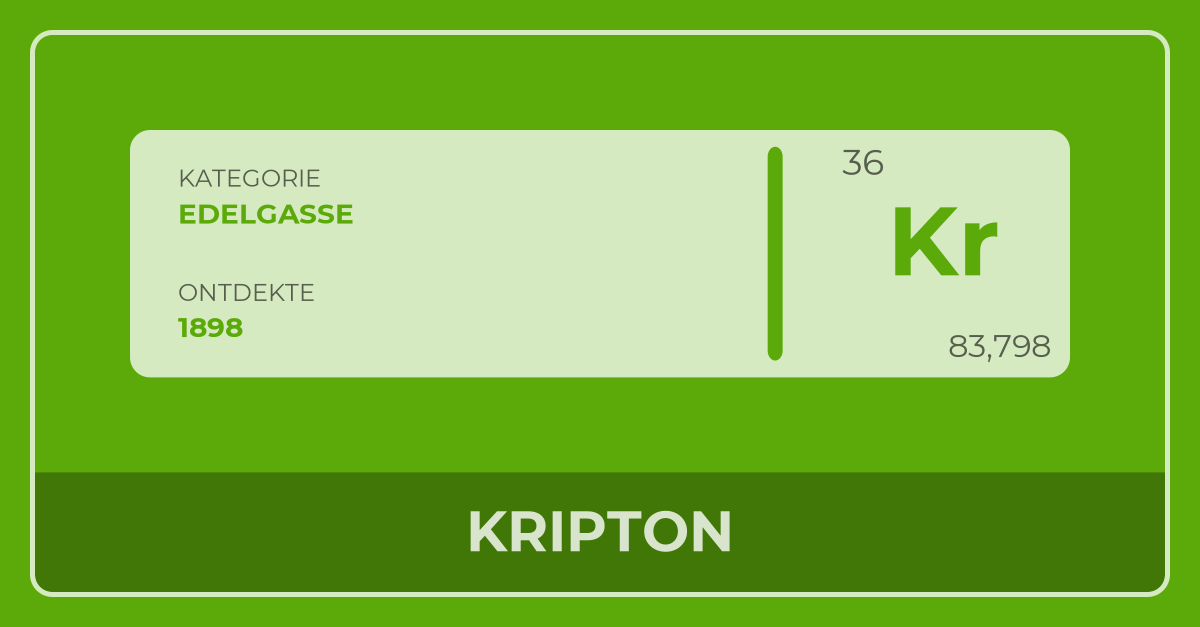 KATEGORIE
EDELGASSE
ONTDEKTE
1898
36
Kr
83,798
KRIPTON